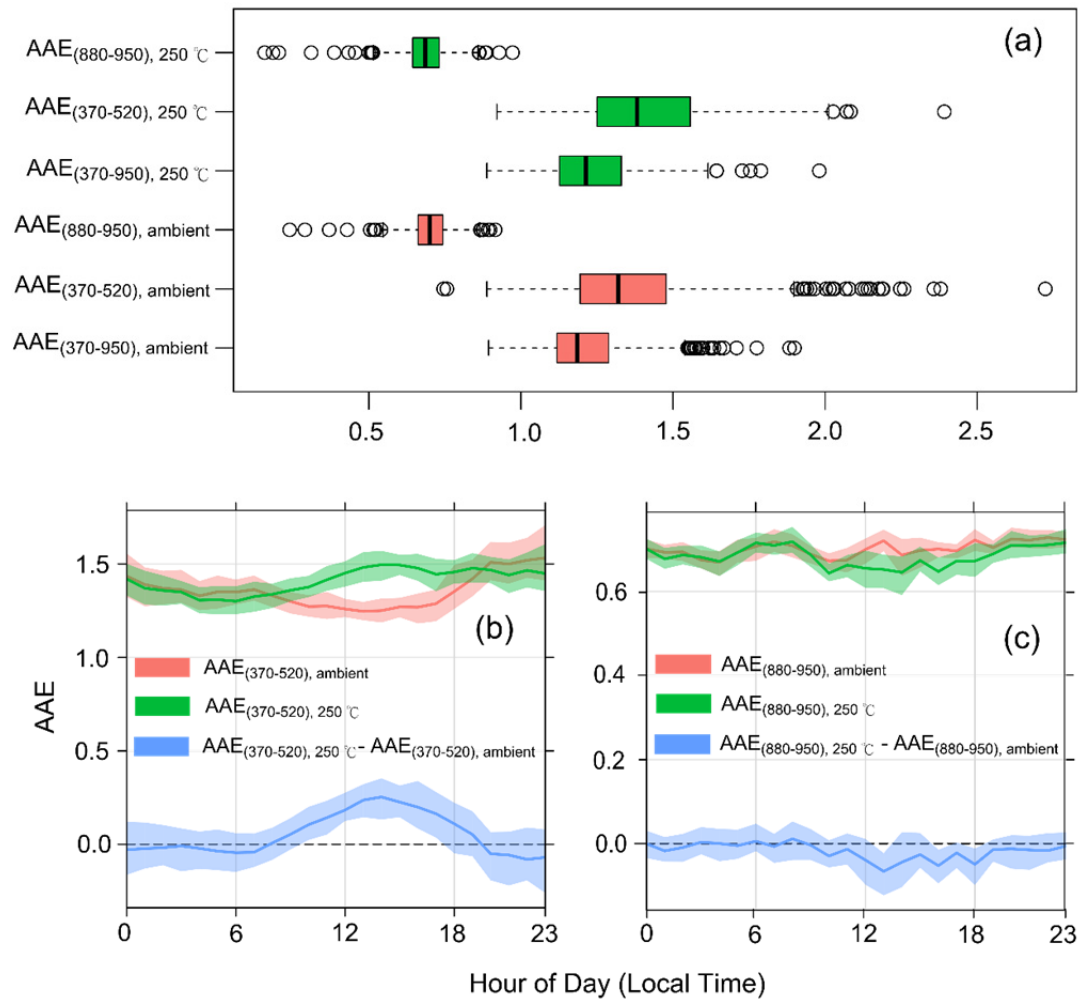 (a)
AAE(880-950), 250 ℃
AAE(370-520), 250 ℃
AAE(370-950), 250 ℃
AAE(880-950), ambient
AAE(370-520), ambient
AAE(370-950), ambient
0.5 1.0 1.5 2.0 2.5
AAE
1.5
1.0
0.5
0.0
(b)
AAE(370-520), ambient
AAE(370-520), 250 ℃
AAE(370-520), 250 ℃ - AAE(370-520), ambient
0 6 12 18 23
0.6
0.4
0.2
0.0
(c)
AAE(880-950), ambient
AAE(880-950), 250 ℃
AAE(880-950), 250 ℃ - AAE(880-950), ambient
0 6 12 18 23
Hour of Day (Local Time)